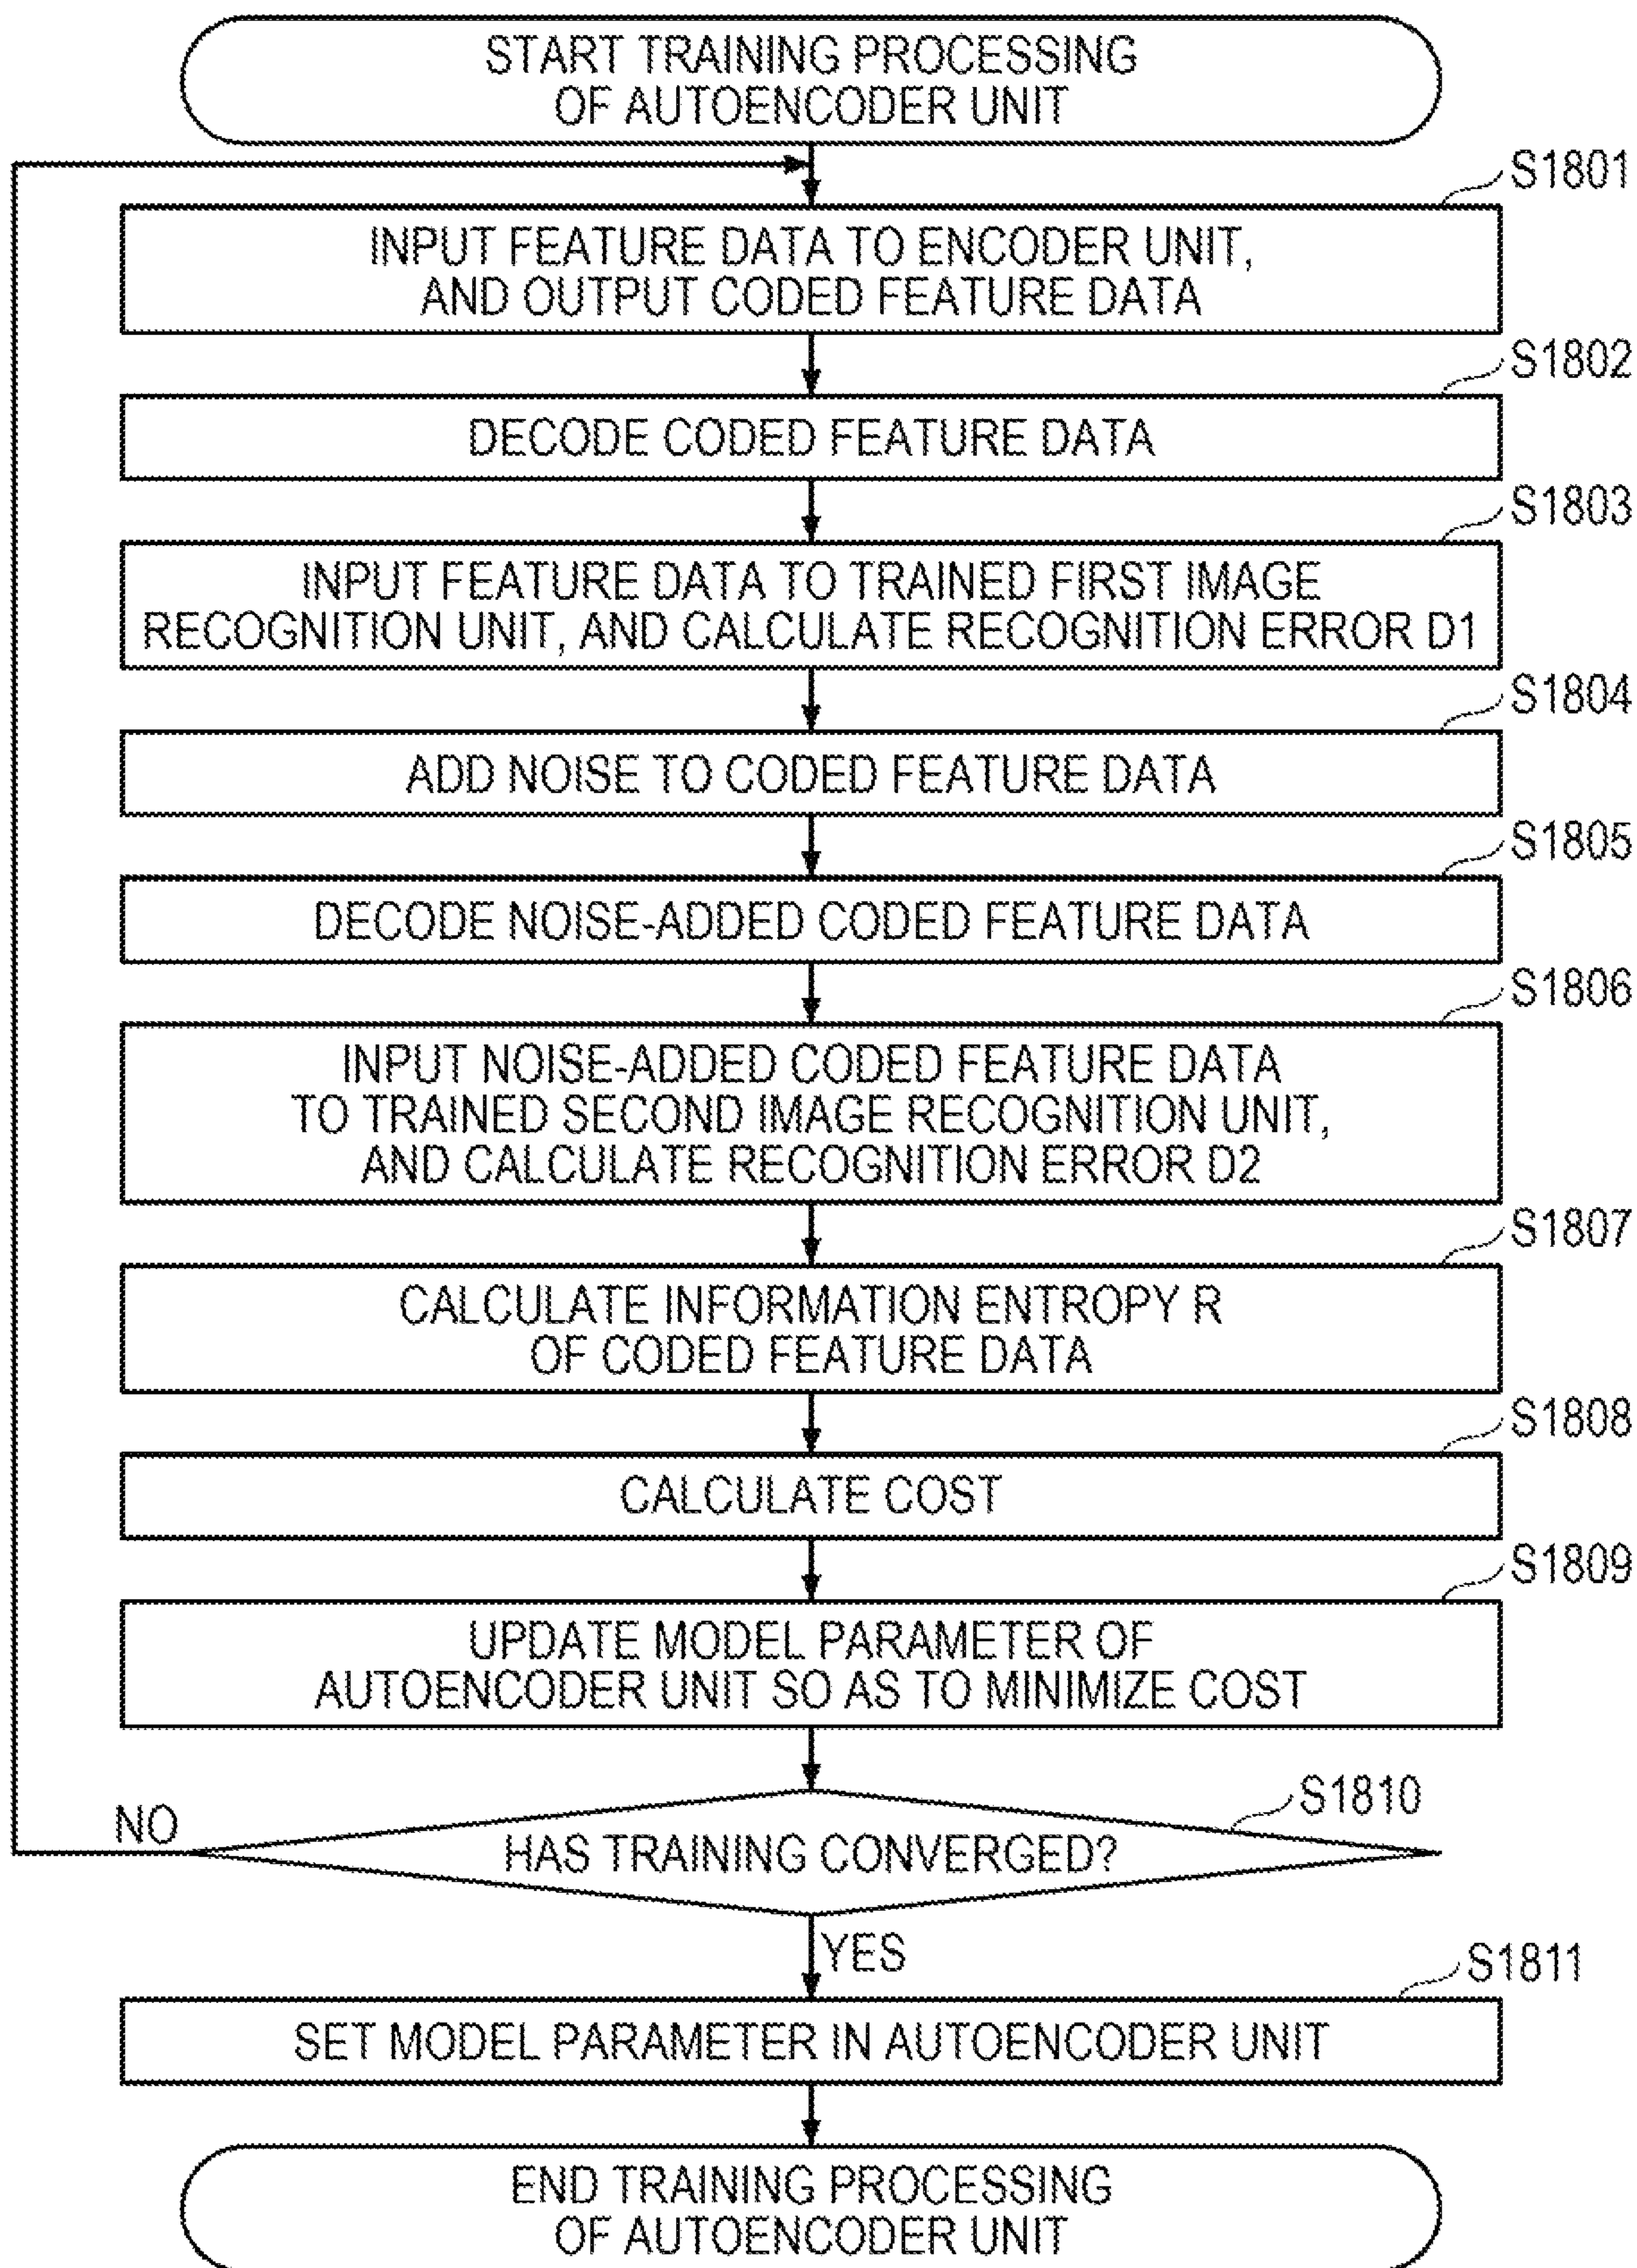 START TRAINING PROCESSING
OF AUTOENCODER UNIT
S1801
INPUT FEATURE DATA TO ENCODER UNIT,
AND OUTPUT CODED FEATURE DATA
S1802
DECODE CODED FEATURE DATA
S1803
INPUT FEATURE DATA TO TRAINED FIRST IMAGE
RECOGNITION UNIT, AND CALCULATE RECOGNITION ERROR D1
S1804
ADD NOISE TO CODED FEATURE DATA
S1805
DECODE NOISE-ADDED CODED FEATURE DATA
S1806
INPUT NOISE-ADDED CODED FEATURE DATA
TO TRAINED SECOND IMAGE RECOGNITION UNIT,
AND CALCULATE RECOGNITION ERROR D2
S1807
CALCULATE INFORMATION ENTROPY R
OF CODED FEATURE DATA
S1808
CALCULATE COST
S1809
UPDATE MODEL PARAMETER OF
AUTOENCODER UNIT SO AS TO MINIMIZE COST
S1810
NO
HAS TRAINING CONVERGED?
YES
S1811
SET MODEL PARAMETER IN AUTOENCODER UNIT
END TRAINING PROCESSING
OF AUTOENCODER UNIT